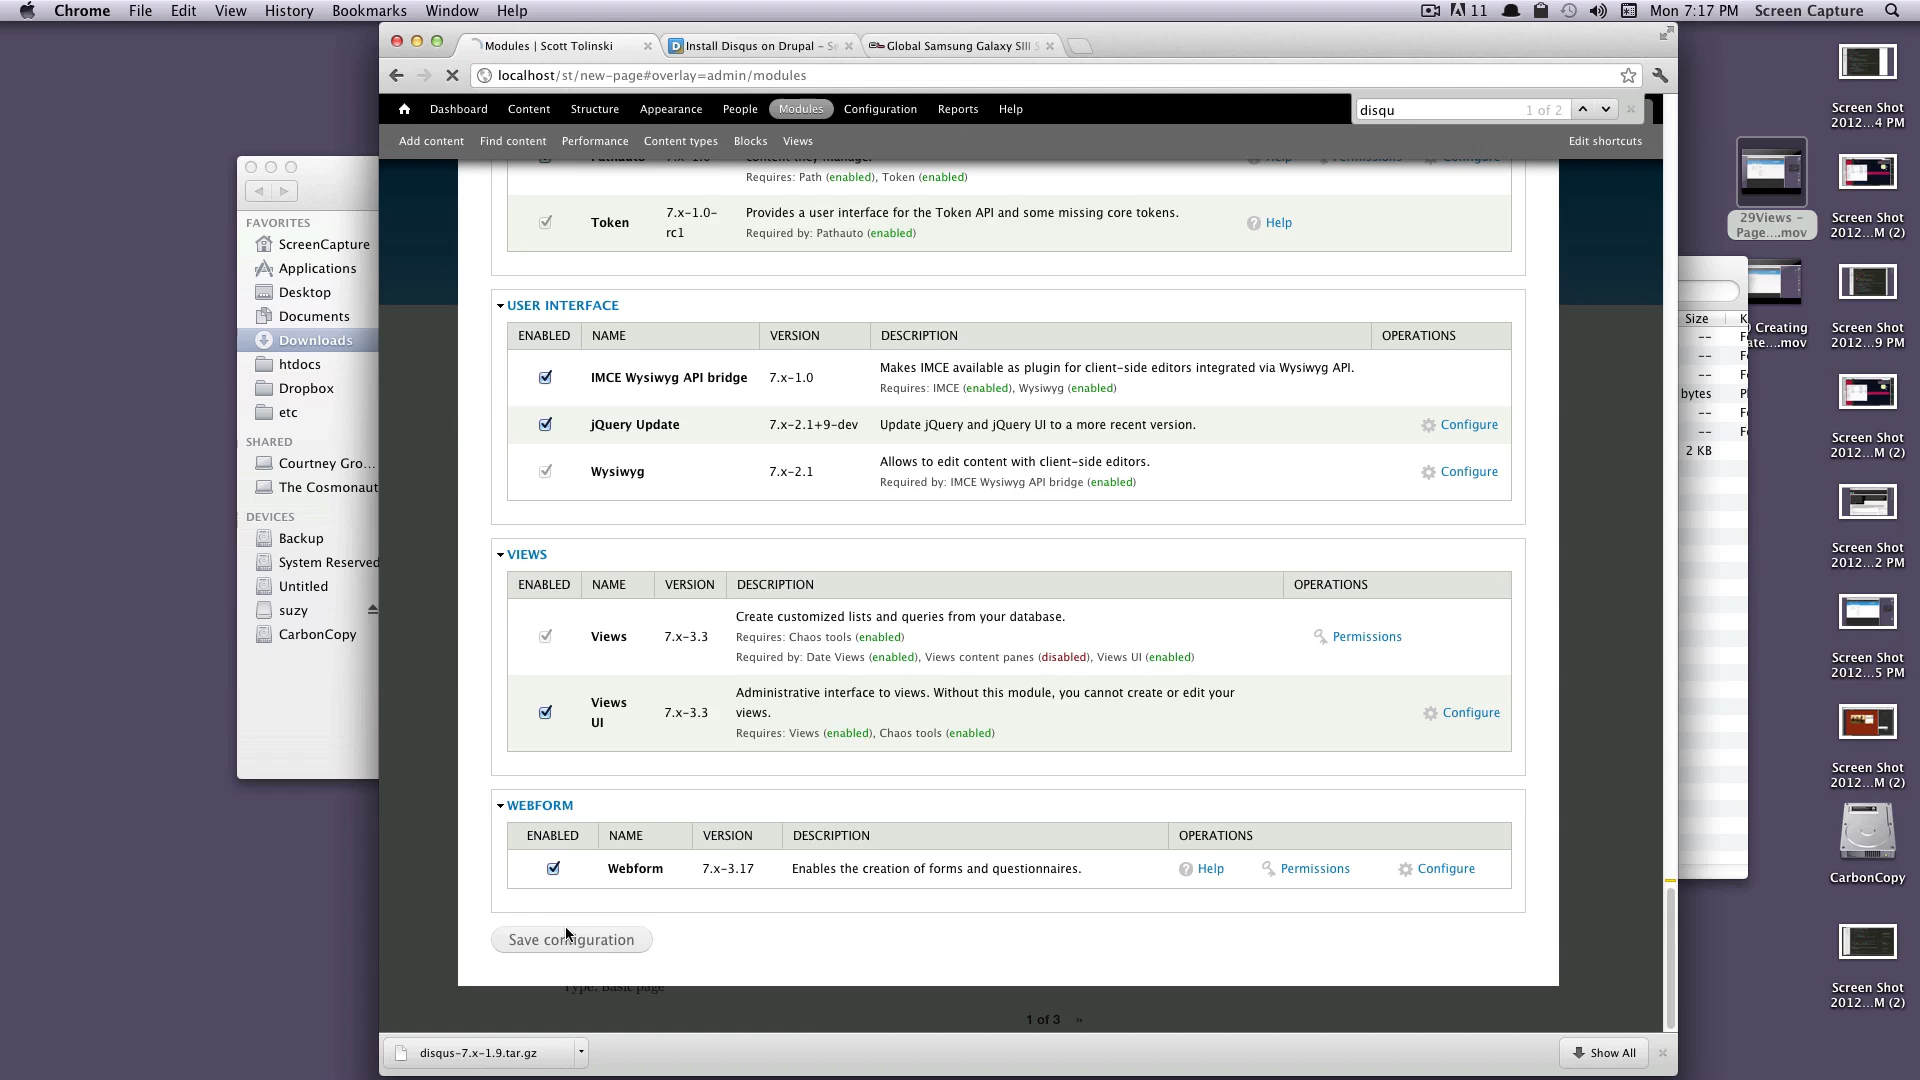 Chrome File Edit View History Bookmarks Window Help
11 Mon 7:17 PM Screen Capture
Modules | Scott Tolinski
Install Disqus on Drupal – Se
Global Samsung Galaxy SIII S
localhost/st/new-page#overlay=admin/modules
Dashboard Content Structure Appearance People Modules Configuration Reports Help
disqu 1 of 2
Add content Find content Performance Content types Blocks Views Edit shortcuts
FAVORITES
ScreenCapture
Applications
Desktop
Documents
Downloads
htdocs
Dropbox
etc
SHARED
Courtney Gro...
The Cosmonaut
DEVICES
Backup
System Reserved
Untitled
suzy
CarbonCopy
content they manage.
Requires: Path (enabled), Token (enabled)
Token
7.x-1.0-
rc1
Provides a user interface for the Token API and some missing core tokens.
Required by: Pathauto (enabled)
Help
USER INTERFACE
ENABLED NAME VERSION DESCRIPTION OPERATIONS
IMCE Wysiwyg API bridge 7.x-1.0
Makes IMCE available as plugin for client-side editors integrated via Wysiwyg API.
Requires: IMCE (enabled), Wysiwyg (enabled)
jQuery Update 7.x-2.1+9-dev Update jQuery and jQuery UI to a more recent version. Configure
Wysiwyg 7.x-2.1
Allows to edit content with client-side editors.
Required by: IMCE Wysiwyg API bridge (enabled)
Configure
VIEWS
ENABLED NAME VERSION DESCRIPTION OPERATIONS
Views 7.x-3.3
Create customized lists and queries from your database.
Requires: Chaos tools (enabled)
Required by: Date Views (enabled), Views content panes (disabled), Views UI (enabled)
Permissions
Views
UI
7.x-3.3
Administrative interface to views. Without this module, you cannot create or edit your
views.
Requires: Views (enabled), Chaos tools (enabled)
Configure
WEBFORM
ENABLED NAME VERSION DESCRIPTION OPERATIONS
Webform 7.x-3.17 Enables the creation of forms and questionnaires. Help Permissions Configure
Save configuration
Type: Basic page
1 of 3 »
disqus-7.x-1.9.tar.gz
Show All
Size
--
--
--
bytes
--
--
2 KB
29Views –
Page....mov
Creating
ate....mov
Screen Shot
2012...4 PM
Screen Shot
2012...M (2)
Screen Shot
2012...9 PM
Screen Shot
2012...M (2)
Screen Shot
2012...2 PM
Screen Shot
2012...5 PM
Screen Shot
2012...M (2)
CarbonCopy
Screen Shot
2012...M (2)